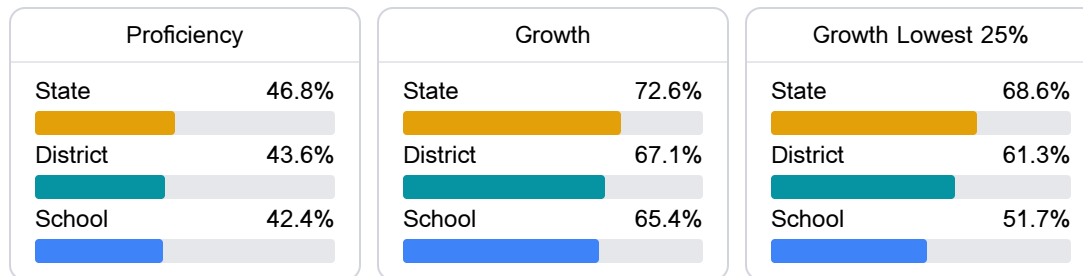 Proficiency
State 46.8%
District 43.6%
School 42.4%
Growth
State 72.6%
District 67.1%
School 65.4%
Growth Lowest 25%
State 68.6%
District 61.3%
School 51.7%